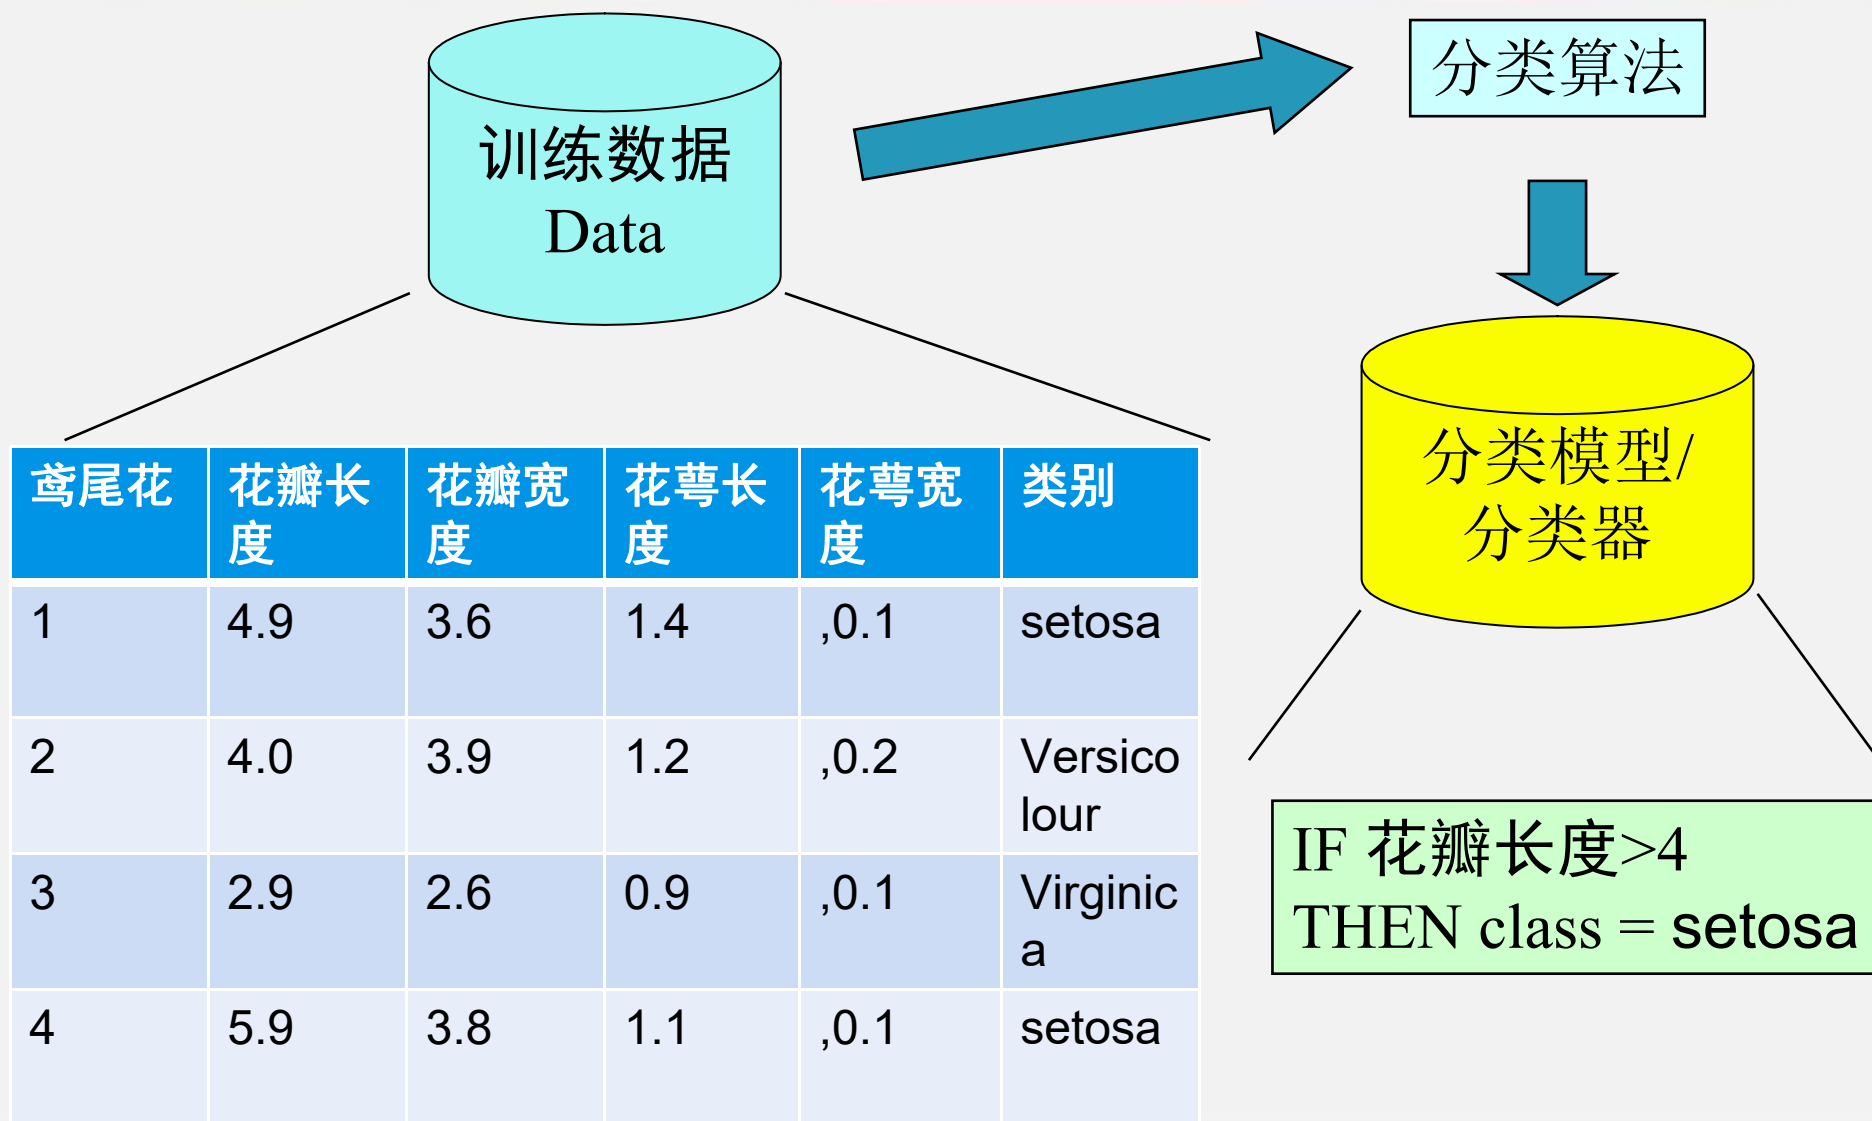 训练数据
Data
分类算法
分类模型/
分类器
鸢尾花 花瓣长度 花瓣宽度 花萼长度 花萼宽度 类别
1 4.9 3.6 1.4 ,0.1 setosa
2 4.0 3.9 1.2 ,0.2 Versicolour
3 2.9 2.6 0.9 ,0.1 Virginica
4 5.9 3.8 1.1 ,0.1 setosa
IF 花瓣长度>4
THEN class = setosa